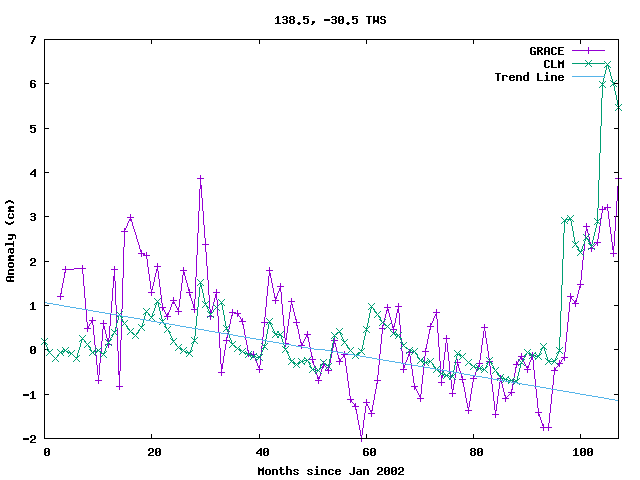 138.5, -30.5 TWS
GRACE
CLM
Trend Line
7
6
5
4
3
2
1
0
-1
-2
Anomaly (cm)
0 20 40 60 80 100
Months since Jan 2002